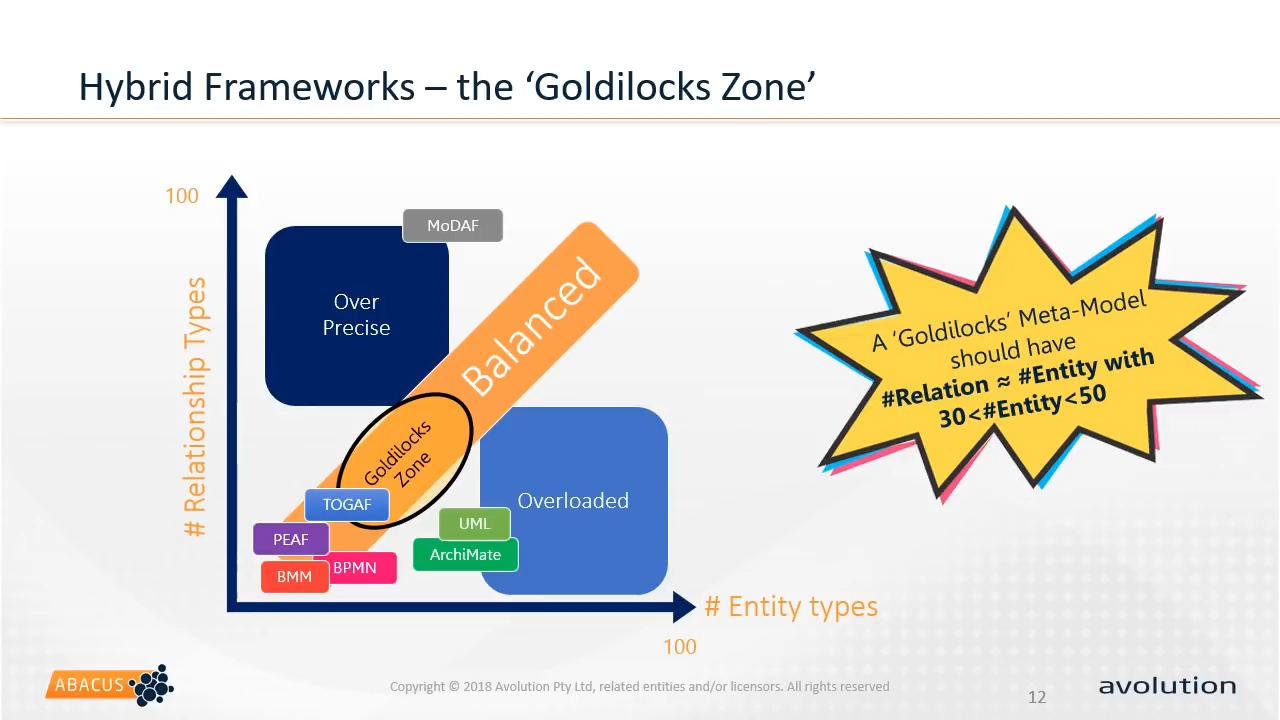 Hybrid Frameworks – the ‘Goldilocks Zone’
100
# Relationship Types
MoDAF
Over
Precise
Balanced
Goldilocks
Zone
TOGAF
PEAF
BPMN
BMM
UML
ArchiMate
Overloaded
# Entity types
100
A ‘Goldilocks’ Meta-Model
should have
#Relation ≈ #Entity with
30<#Entity<50
ABACUS
Copyright © 2018 Avolution Pty Ltd, related entities and/or licensors. All rights reserved
12
avolution